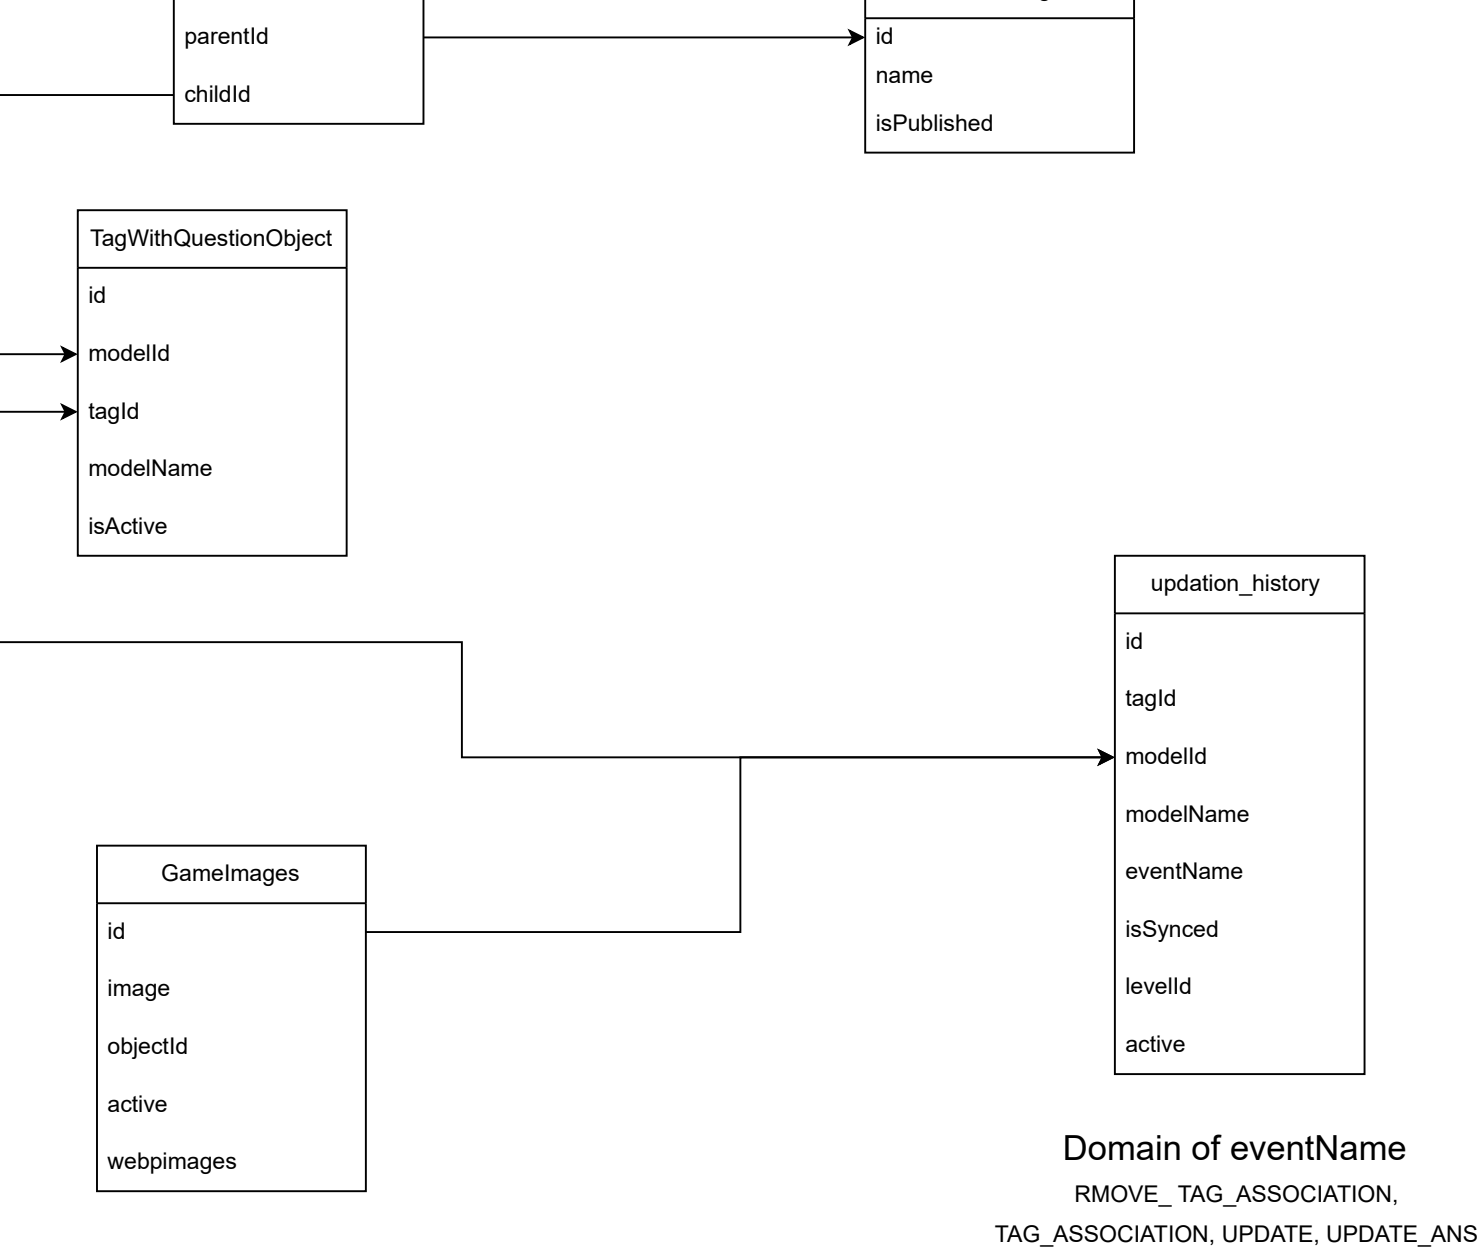 parentId
childId
id
name
isPublished
TagWithQuestionObject
id
modelId
tagId
modelName
isActive
updation_history
id
tagId
modelId
modelName
eventName
isSynced
levelId
active
GameImages
id
image
objectId
active
webpimages
Domain of eventName
RMOVE_ TAG_ASSOCIATION,
TAG_ASSOCIATION, UPDATE, UPDATE_ANS